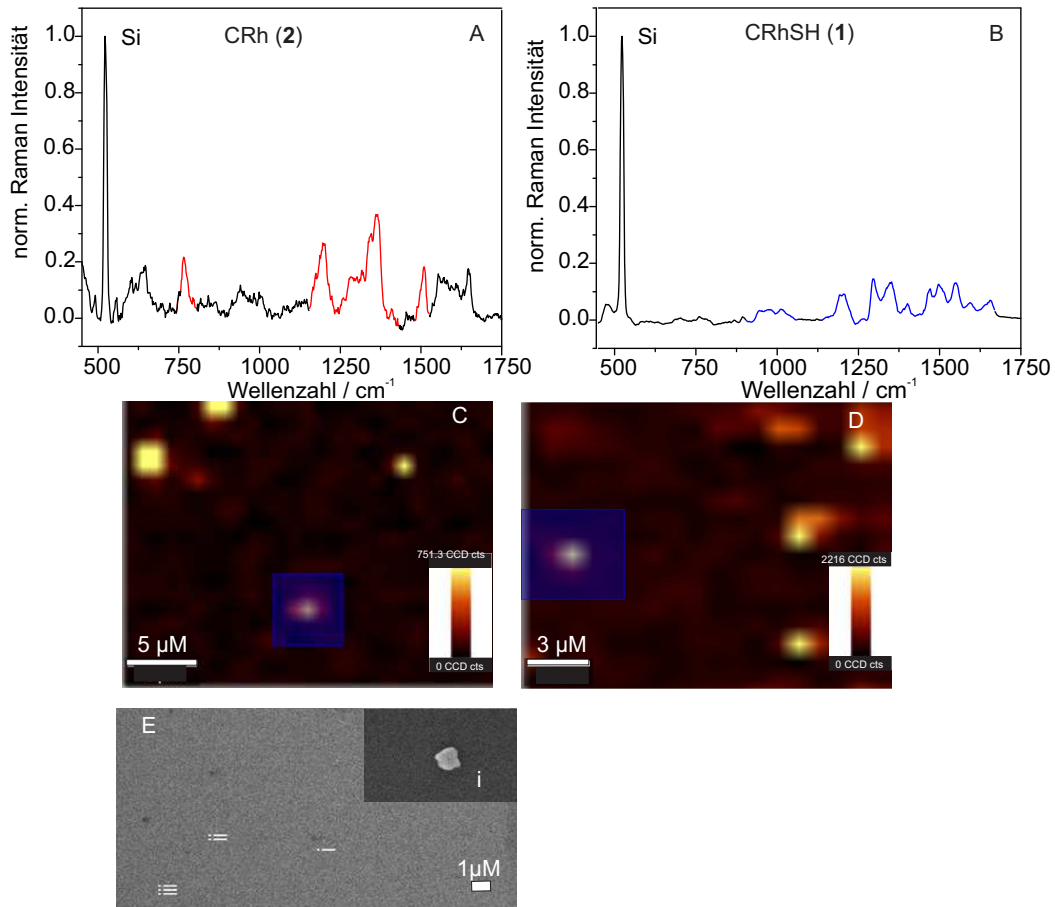 Si CRh (2) A
norm. Raman Intensität
1.0
0.8
0.6
0.4
0.2
0.0
500 750 1000 1250 1500 1750
Wellenzahl / cm-1
Si CRhSH (1) B
norm. Raman Intensität
1.0
0.8
0.6
0.4
0.2
0.0
500 750 1000 1250 1500 1750
Wellenzahl / cm-1
C
751.3 CCD cts
0 CCD cts
5 µM
D
2216 CCD cts
0 CCD cts
3 µM
E
i
iii
ii
i
1µM